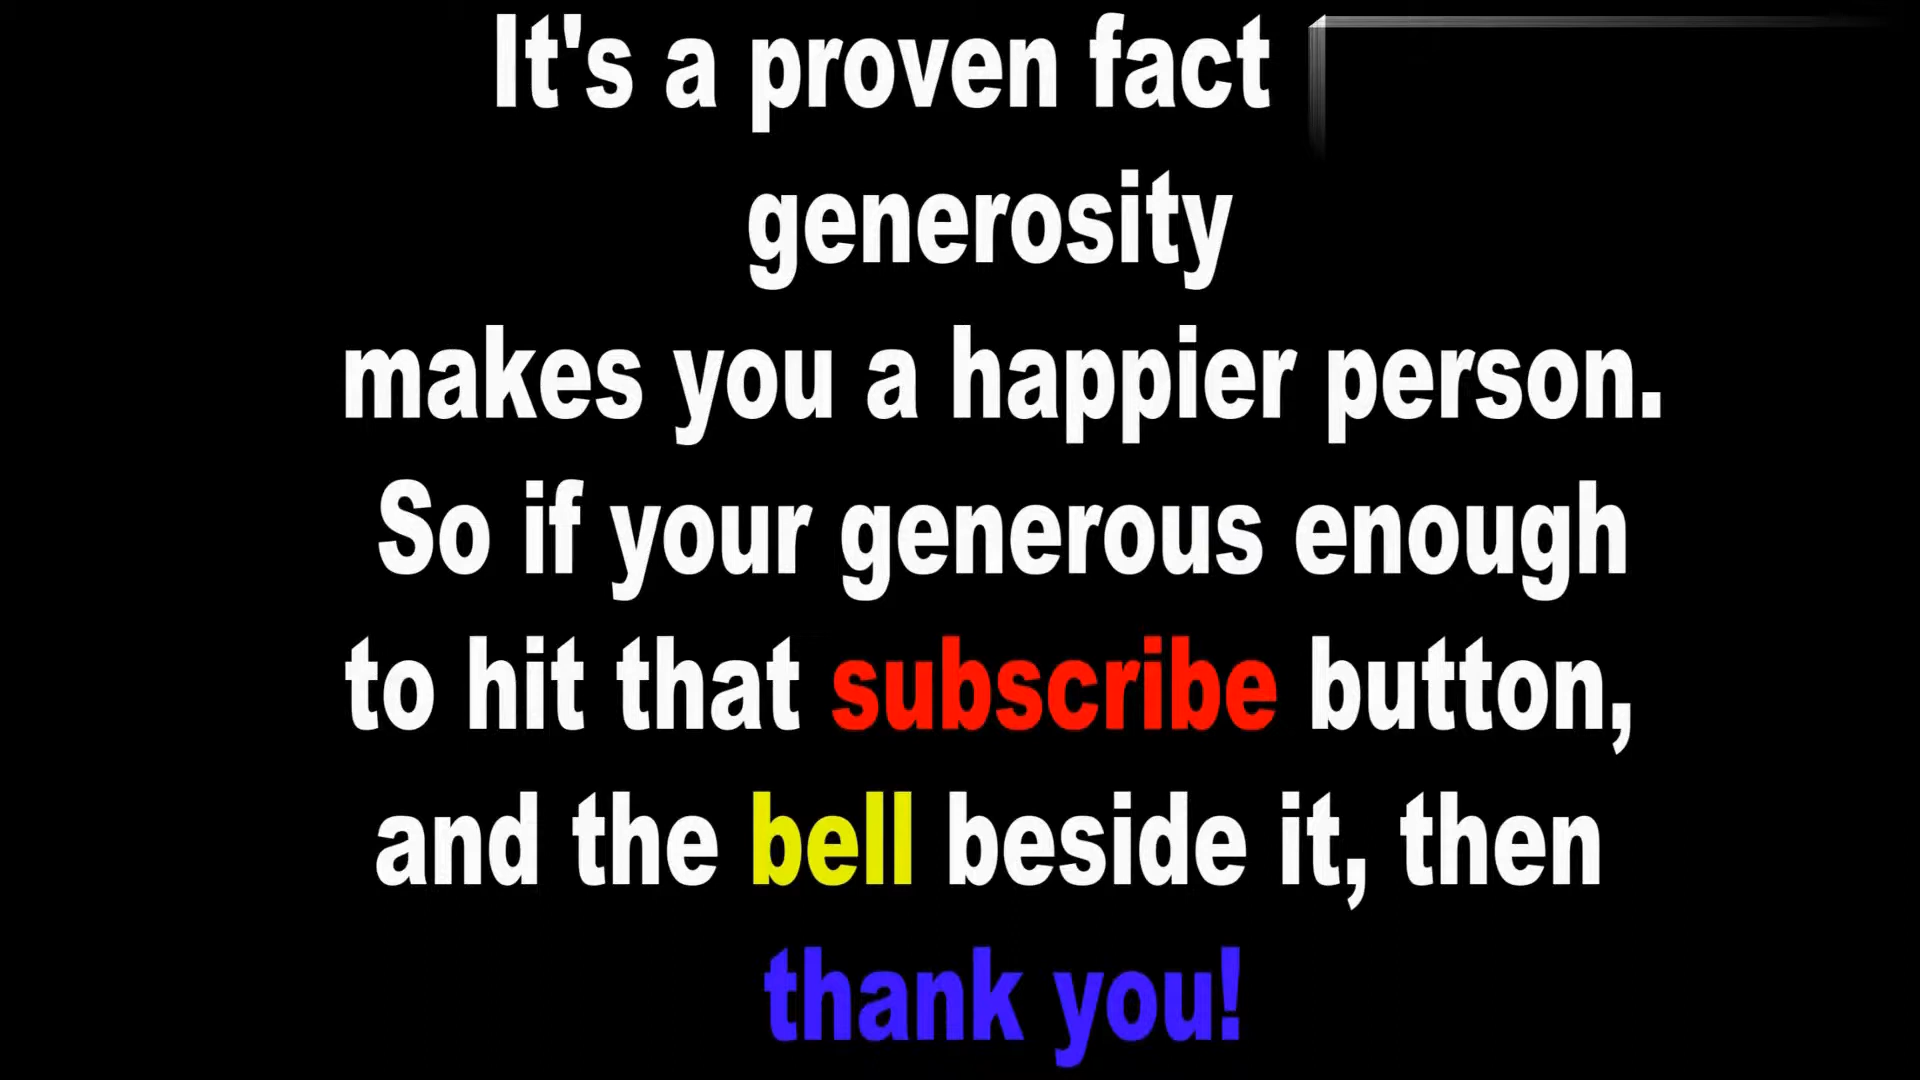 It's a proven fact
generosity
makes you a happier person.
So if your generous enough
to hit that subscribe button,
and the bell beside it, then
thank you!